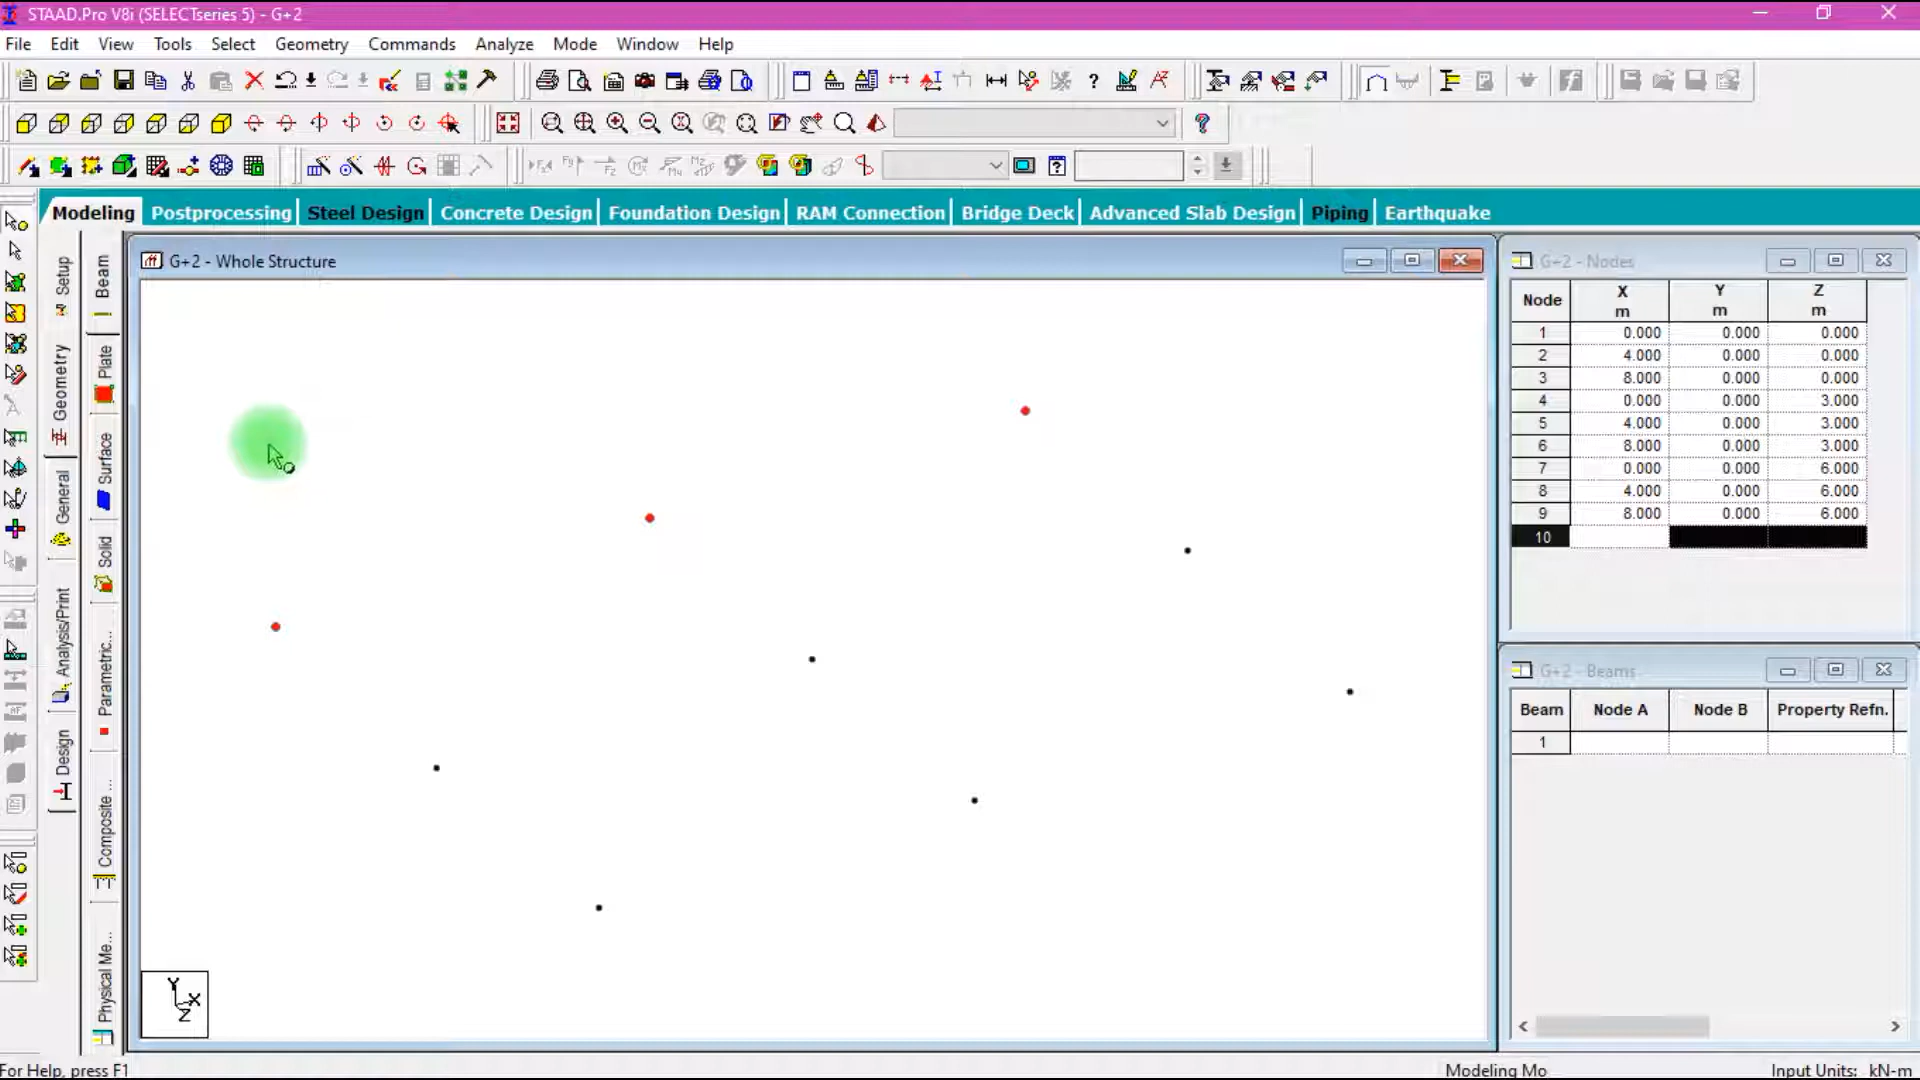 STAAD.Pro V8i (SELECTseries 5) - G+2
File Edit View Tools Select Geometry Commands Analyze Mode Window Help
Modeling Postprocessing Steel Design Concrete Design Foundation Design RAM Connection Bridge Deck Advanced Slab Design Piping Earthquake
Setup
Geometry
General
Analysis/Print
Design
Beam
Plate
Surface
Solid
Parametric...
Composite ...
Physical Me...
G+2 - Whole Structure
Y
X
Z
G+2 - Nodes
Node X m Y m Z m
1 0.000 0.000 0.000
2 4.000 0.000 0.000
3 8.000 0.000 0.000
4 0.000 0.000 3.000
5 4.000 0.000 3.000
6 8.000 0.000 3.000
7 0.000 0.000 6.000
8 4.000 0.000 6.000
9 8.000 0.000 6.000
10
G+2 - Beams
Beam Node A Node B Property Refn.
1
For Help, press F1
Modeling Mo
Input Units: kN-m